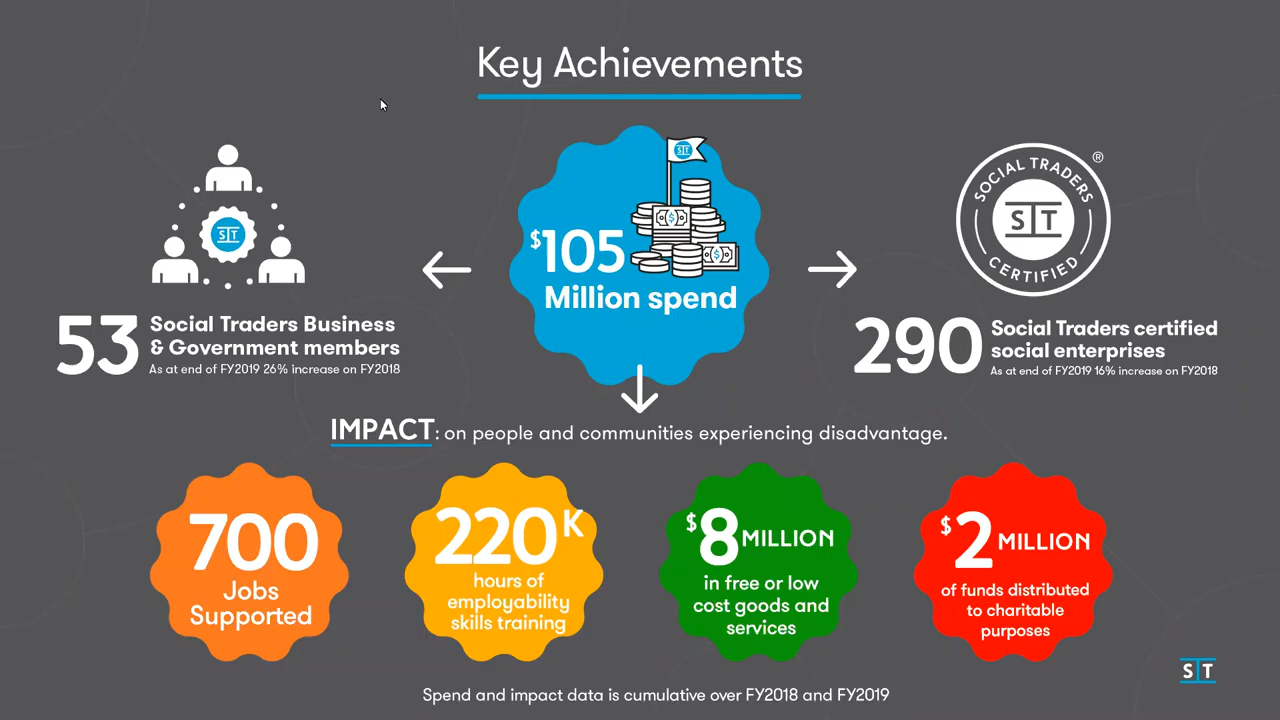 Key Achievements
ST
$105
Million spend
ST
53 Social Traders Business
& Government members
As at end of FY2019 26% increase on FY2018
SOCIAL TRADERS ®
ST
CERTIFIED
290 Social Traders certified
social enterprises
As at end of FY2019 16% increase on FY2018
IMPACT: on people and communities experiencing disadvantage.
700
Jobs
Supported
220K
hours of
employability
skills training
$8 MILLION
in free or low
cost goods and
services
$2 MILLION
of funds distributed
to charitable
purposes
ST
Spend and impact data is cumulative over FY2018 and FY2019